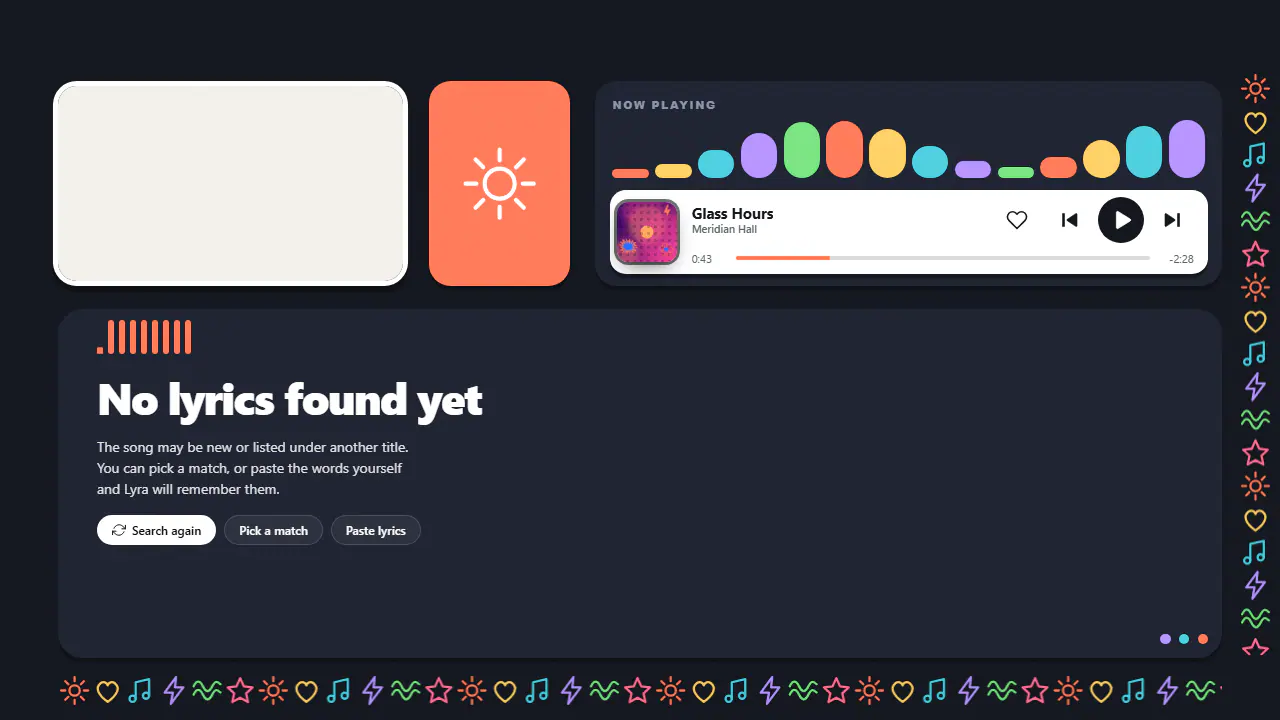 NOW PLAYING
Glass Hours
Meridian Hall
0:43
-2:28
No lyrics found yet
The song may be new or listed under another title.
You can pick a match, or paste the words yourself
and Lyra will remember them.
Search again
Pick a match
Paste lyrics